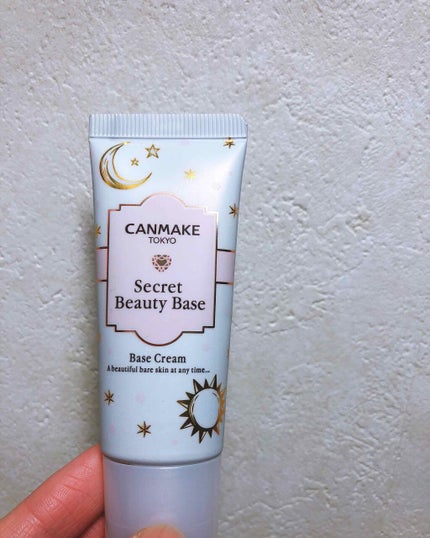 CANMAKE
TOKYO
Secret
Beauty Base
Base Cream
A beautiful bare skin at any time...